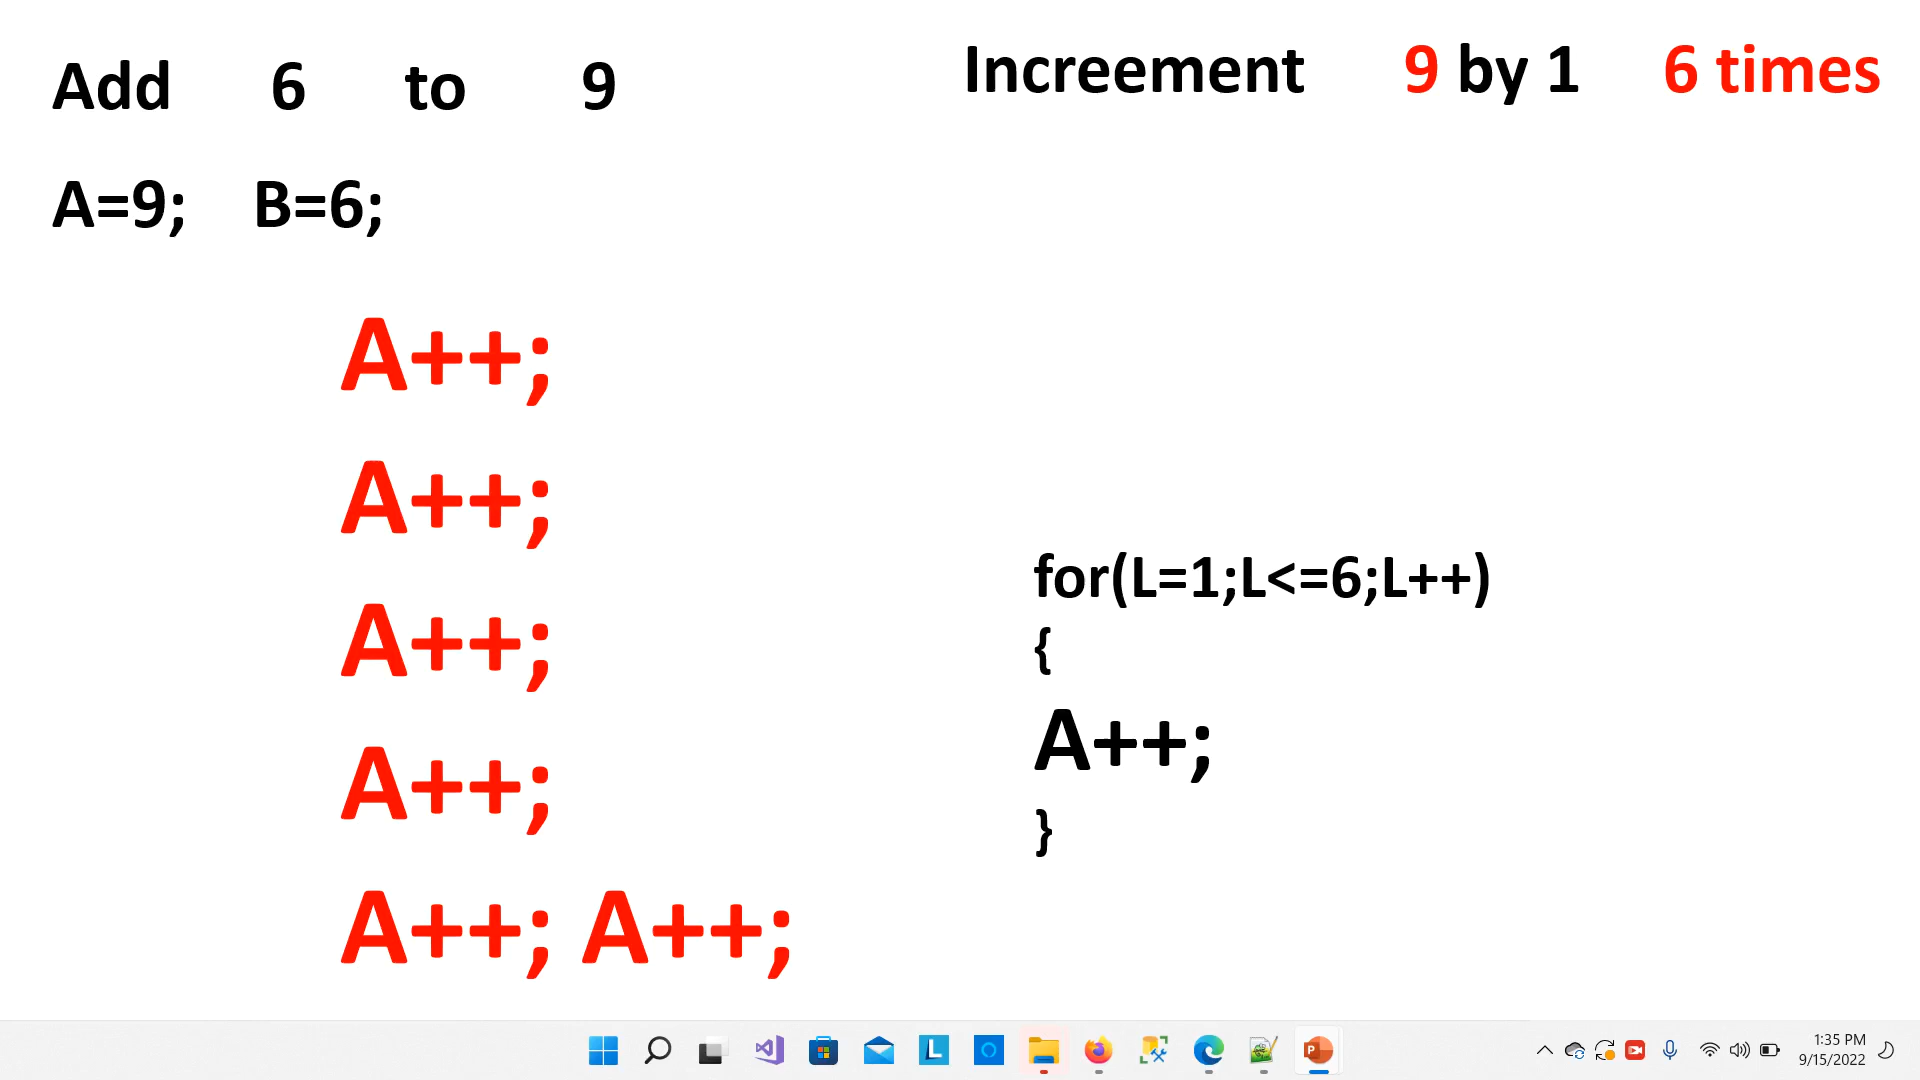 Add 6 to 9
Increement 9 by 1 6 times
A=9; B=6;
A++;
A++;
A++;
A++;
A++; A++;
for(L=1;L<=6;L++)
{
A++;
}
1:35 PM
9/15/2022